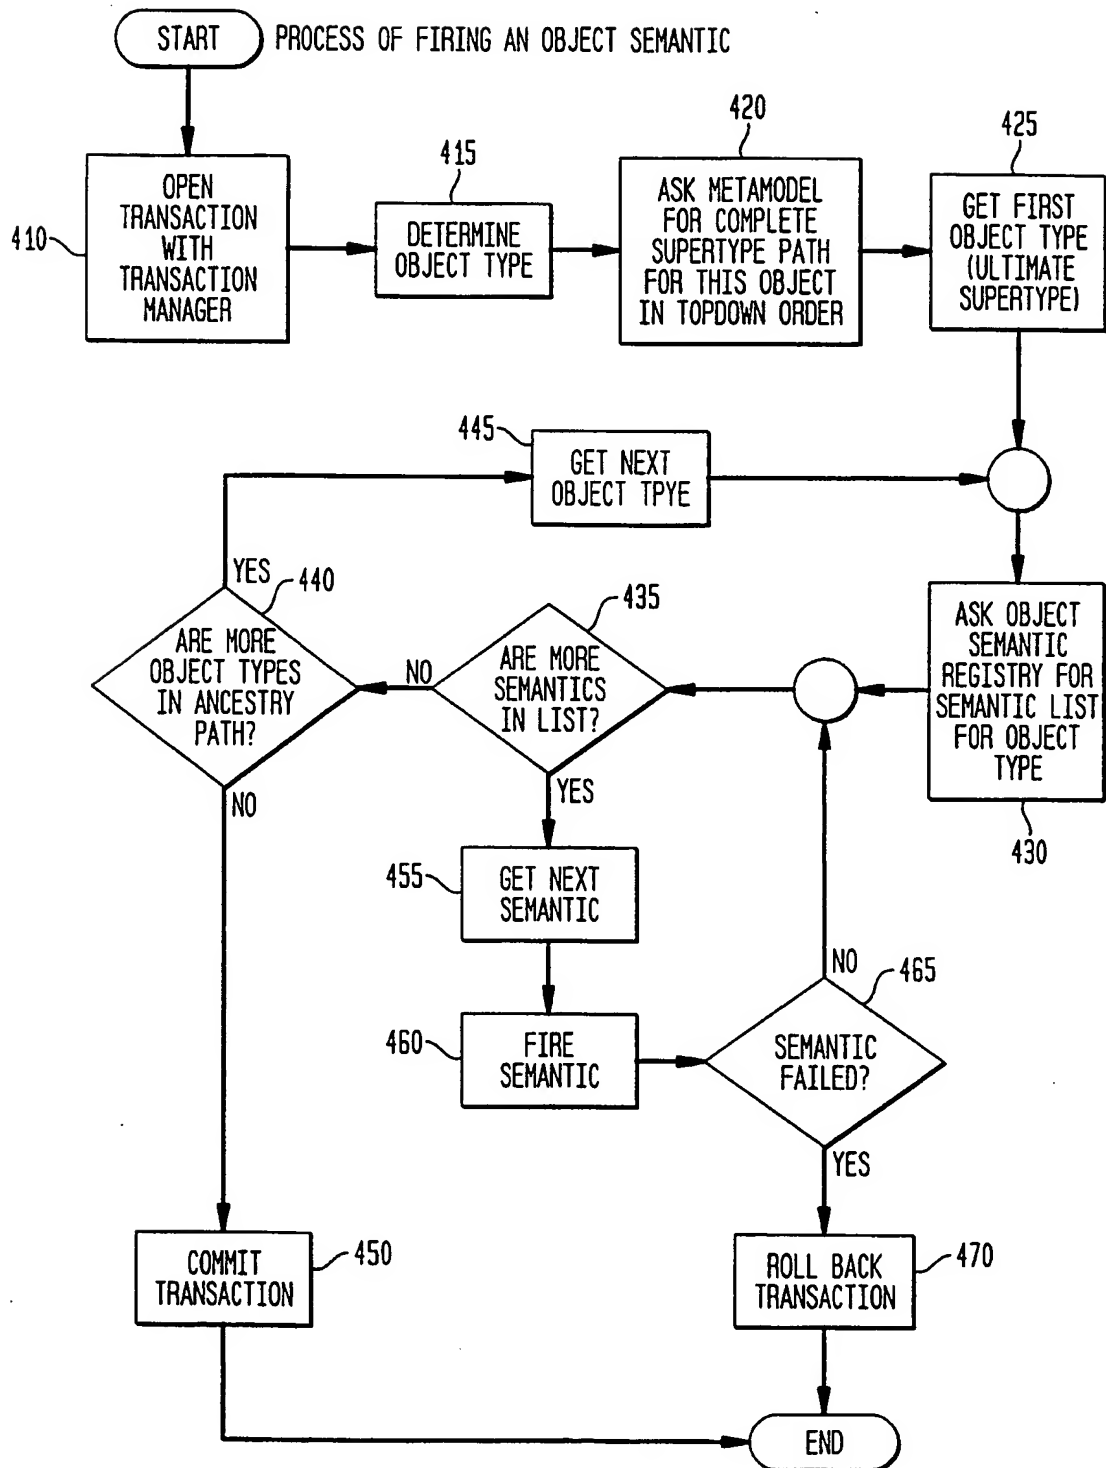 START
PROCESS OF FIRING AN OBJECT SEMANTIC
410
OPEN
TRANSACTION
WITH
TRANSACTION
MANAGER
415
DETERMINE
OBJECT TYPE
420
ASK METAMODEL
FOR COMPLETE
SUPERTYPE PATH
FOR THIS OBJECT
IN TOPDOWN ORDER
425
GET FIRST
OBJECT TYPE
(ULTIMATE
SUPERTYPE)
445
GET NEXT
OBJECT TPYE
YES
440
ARE MORE
OBJECT TYPES
IN ANCESTRY
PATH?
NO
NO
435
ARE MORE
SEMANTICS
IN LIST?
YES
ASK OBJECT
SEMANTIC
REGISTRY FOR
SEMANTIC LIST
FOR OBJECT
TYPE
430
455
GET NEXT
SEMANTIC
460
FIRE
SEMANTIC
NO
465
SEMANTIC
FAILED?
YES
COMMIT
TRANSACTION
450
ROLL BACK
TRANSACTION
470
END